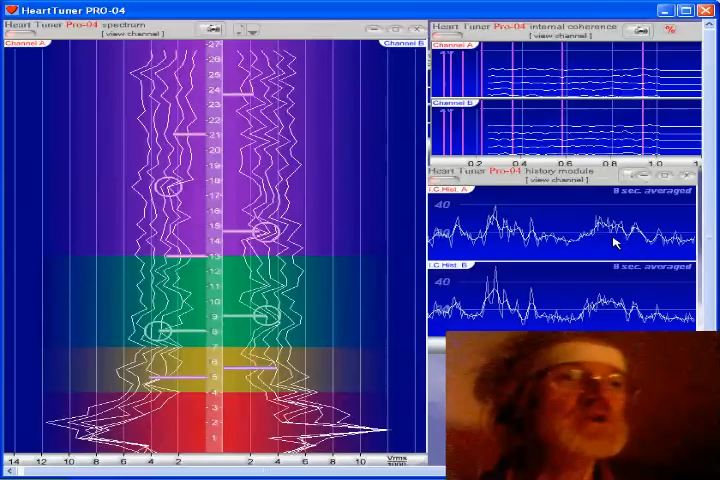 HeartTuner PRO-04
Heart Tuner Pro-04 spectrum
[ view channel ]
Channel A
Channel B
27
26
25
24
23
22
21
20
19
18
17
16
15
14
13
12
11
10
9
8
7
6
5
4
3
2
1
14 12 10 8 6 4 2 2 4 6 8 10 Vrms
1000
Heart Tuner Pro-04 internal coherence
[ view channel ]
%
Channel A
Channel B
0.2 0.4 0.6 0.8 1.0
Heart Tuner Pro-04 history module
[ view channel ]
I.C Hist. A
8 sec. averaged
40
20
I.C Hist. B
8 sec. averaged
40
20